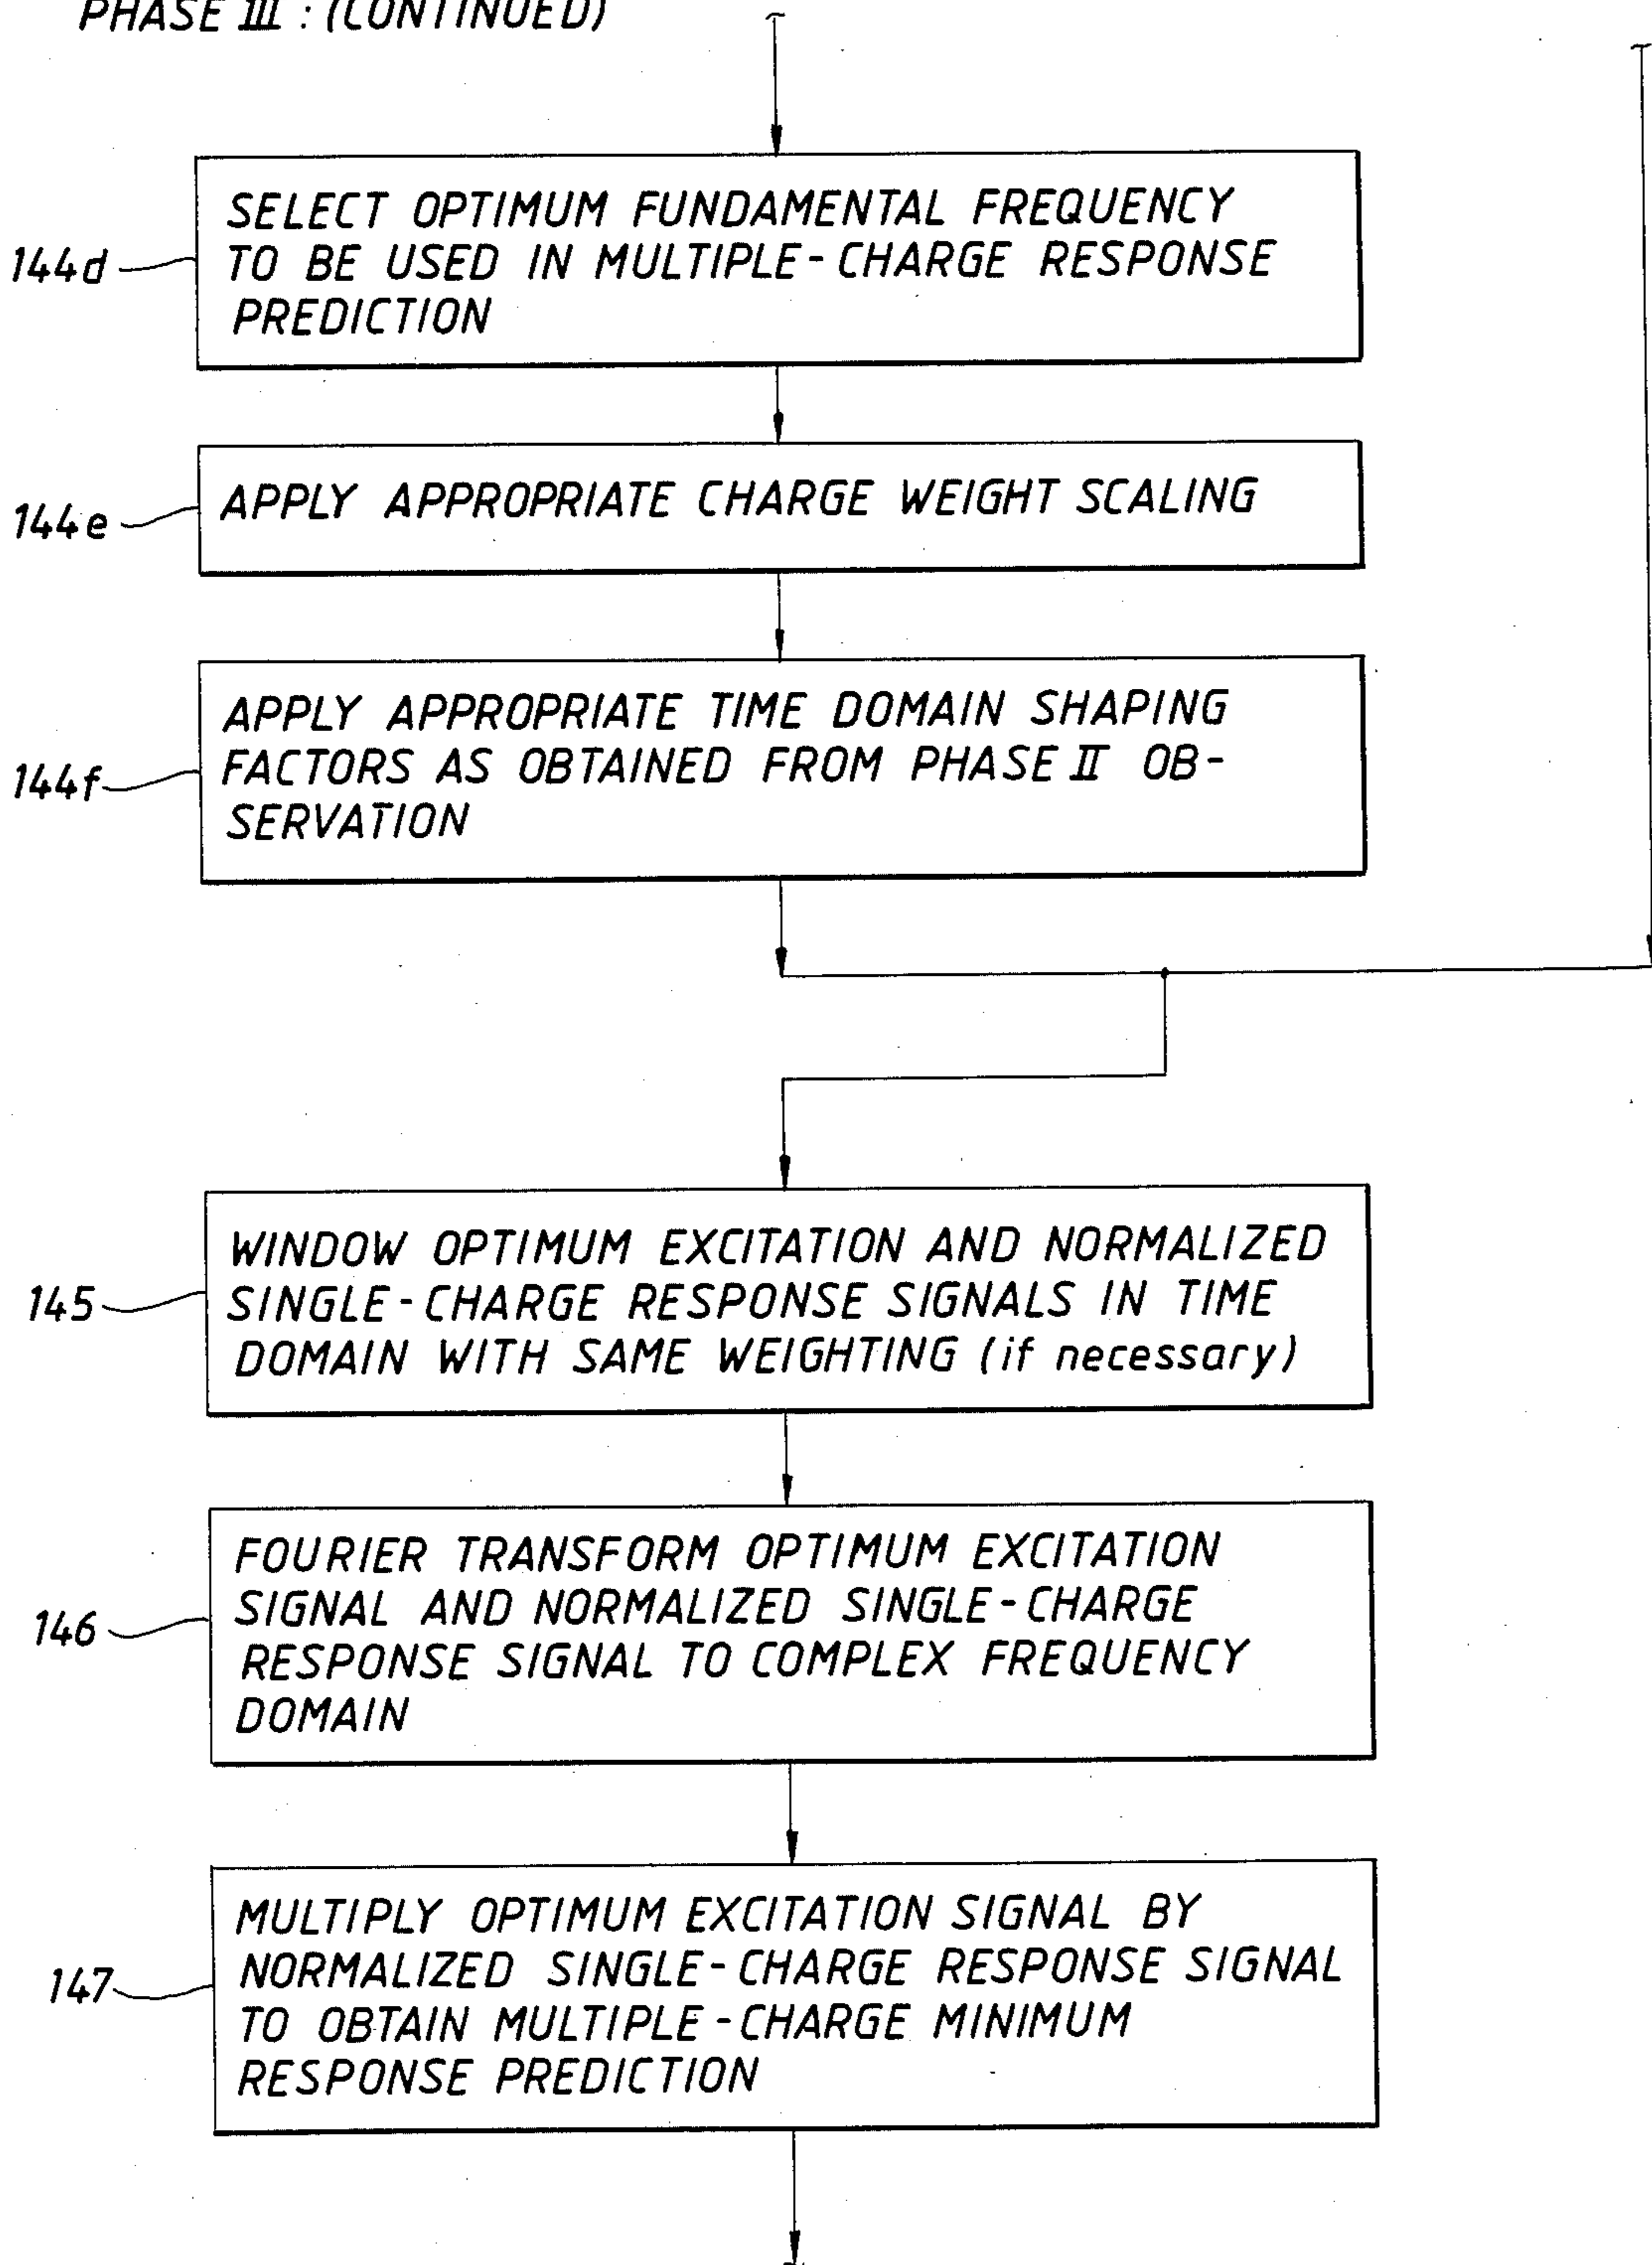 PHASE III : (CONTINUED)
144d
SELECT OPTIMUM FUNDAMENTAL FREQUENCY
TO BE USED IN MULTIPLE-CHARGE RESPONSE
PREDICTION
144e
APPLY APPROPRIATE CHARGE WEIGHT SCALING
144f
APPLY APPROPRIATE TIME DOMAIN SHAPING
FACTORS AS OBTAINED FROM PHASE II OB-
SERVATION
145
WINDOW OPTIMUM EXCITATION AND NORMALIZED
SINGLE-CHARGE RESPONSE SIGNALS IN TIME
DOMAIN WITH SAME WEIGHTING (if necessary)
146
FOURIER TRANSFORM OPTIMUM EXCITATION
SIGNAL AND NORMALIZED SINGLE-CHARGE
RESPONSE SIGNAL TO COMPLEX FREQUENCY
DOMAIN
147
MULTIPLY OPTIMUM EXCITATION SIGNAL BY
NORMALIZED SINGLE-CHARGE RESPONSE SIGNAL
TO OBTAIN MULTIPLE-CHARGE MINIMUM
RESPONSE PREDICTION